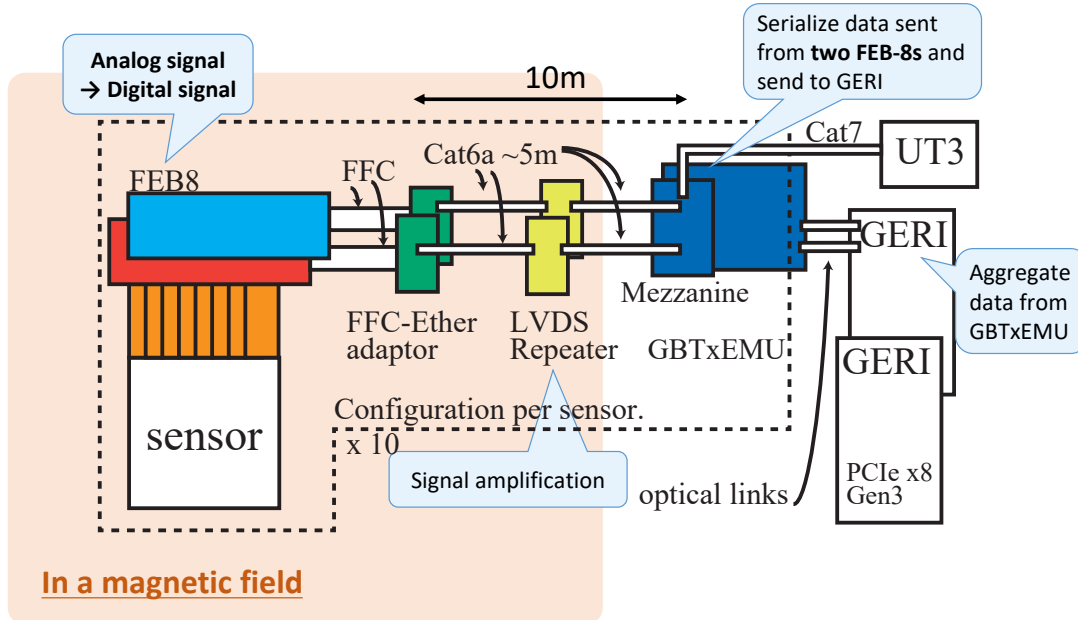 Analog signal
→ Digital signal
10m
Serialize data sent
from two FEB-8s and
send to GERI
Cat7
UT3
FEB8
FFC
Cat6a ~5m
GERI
Aggregate
data from
GBTxEMU
Mezzanine
FFC-Ether
adaptor
LVDS
Repeater
GBTxEMU
GERI
sensor
Configuration per sensor.
x 10
Signal amplification
optical links
PCIe x8
Gen3
In a magnetic field